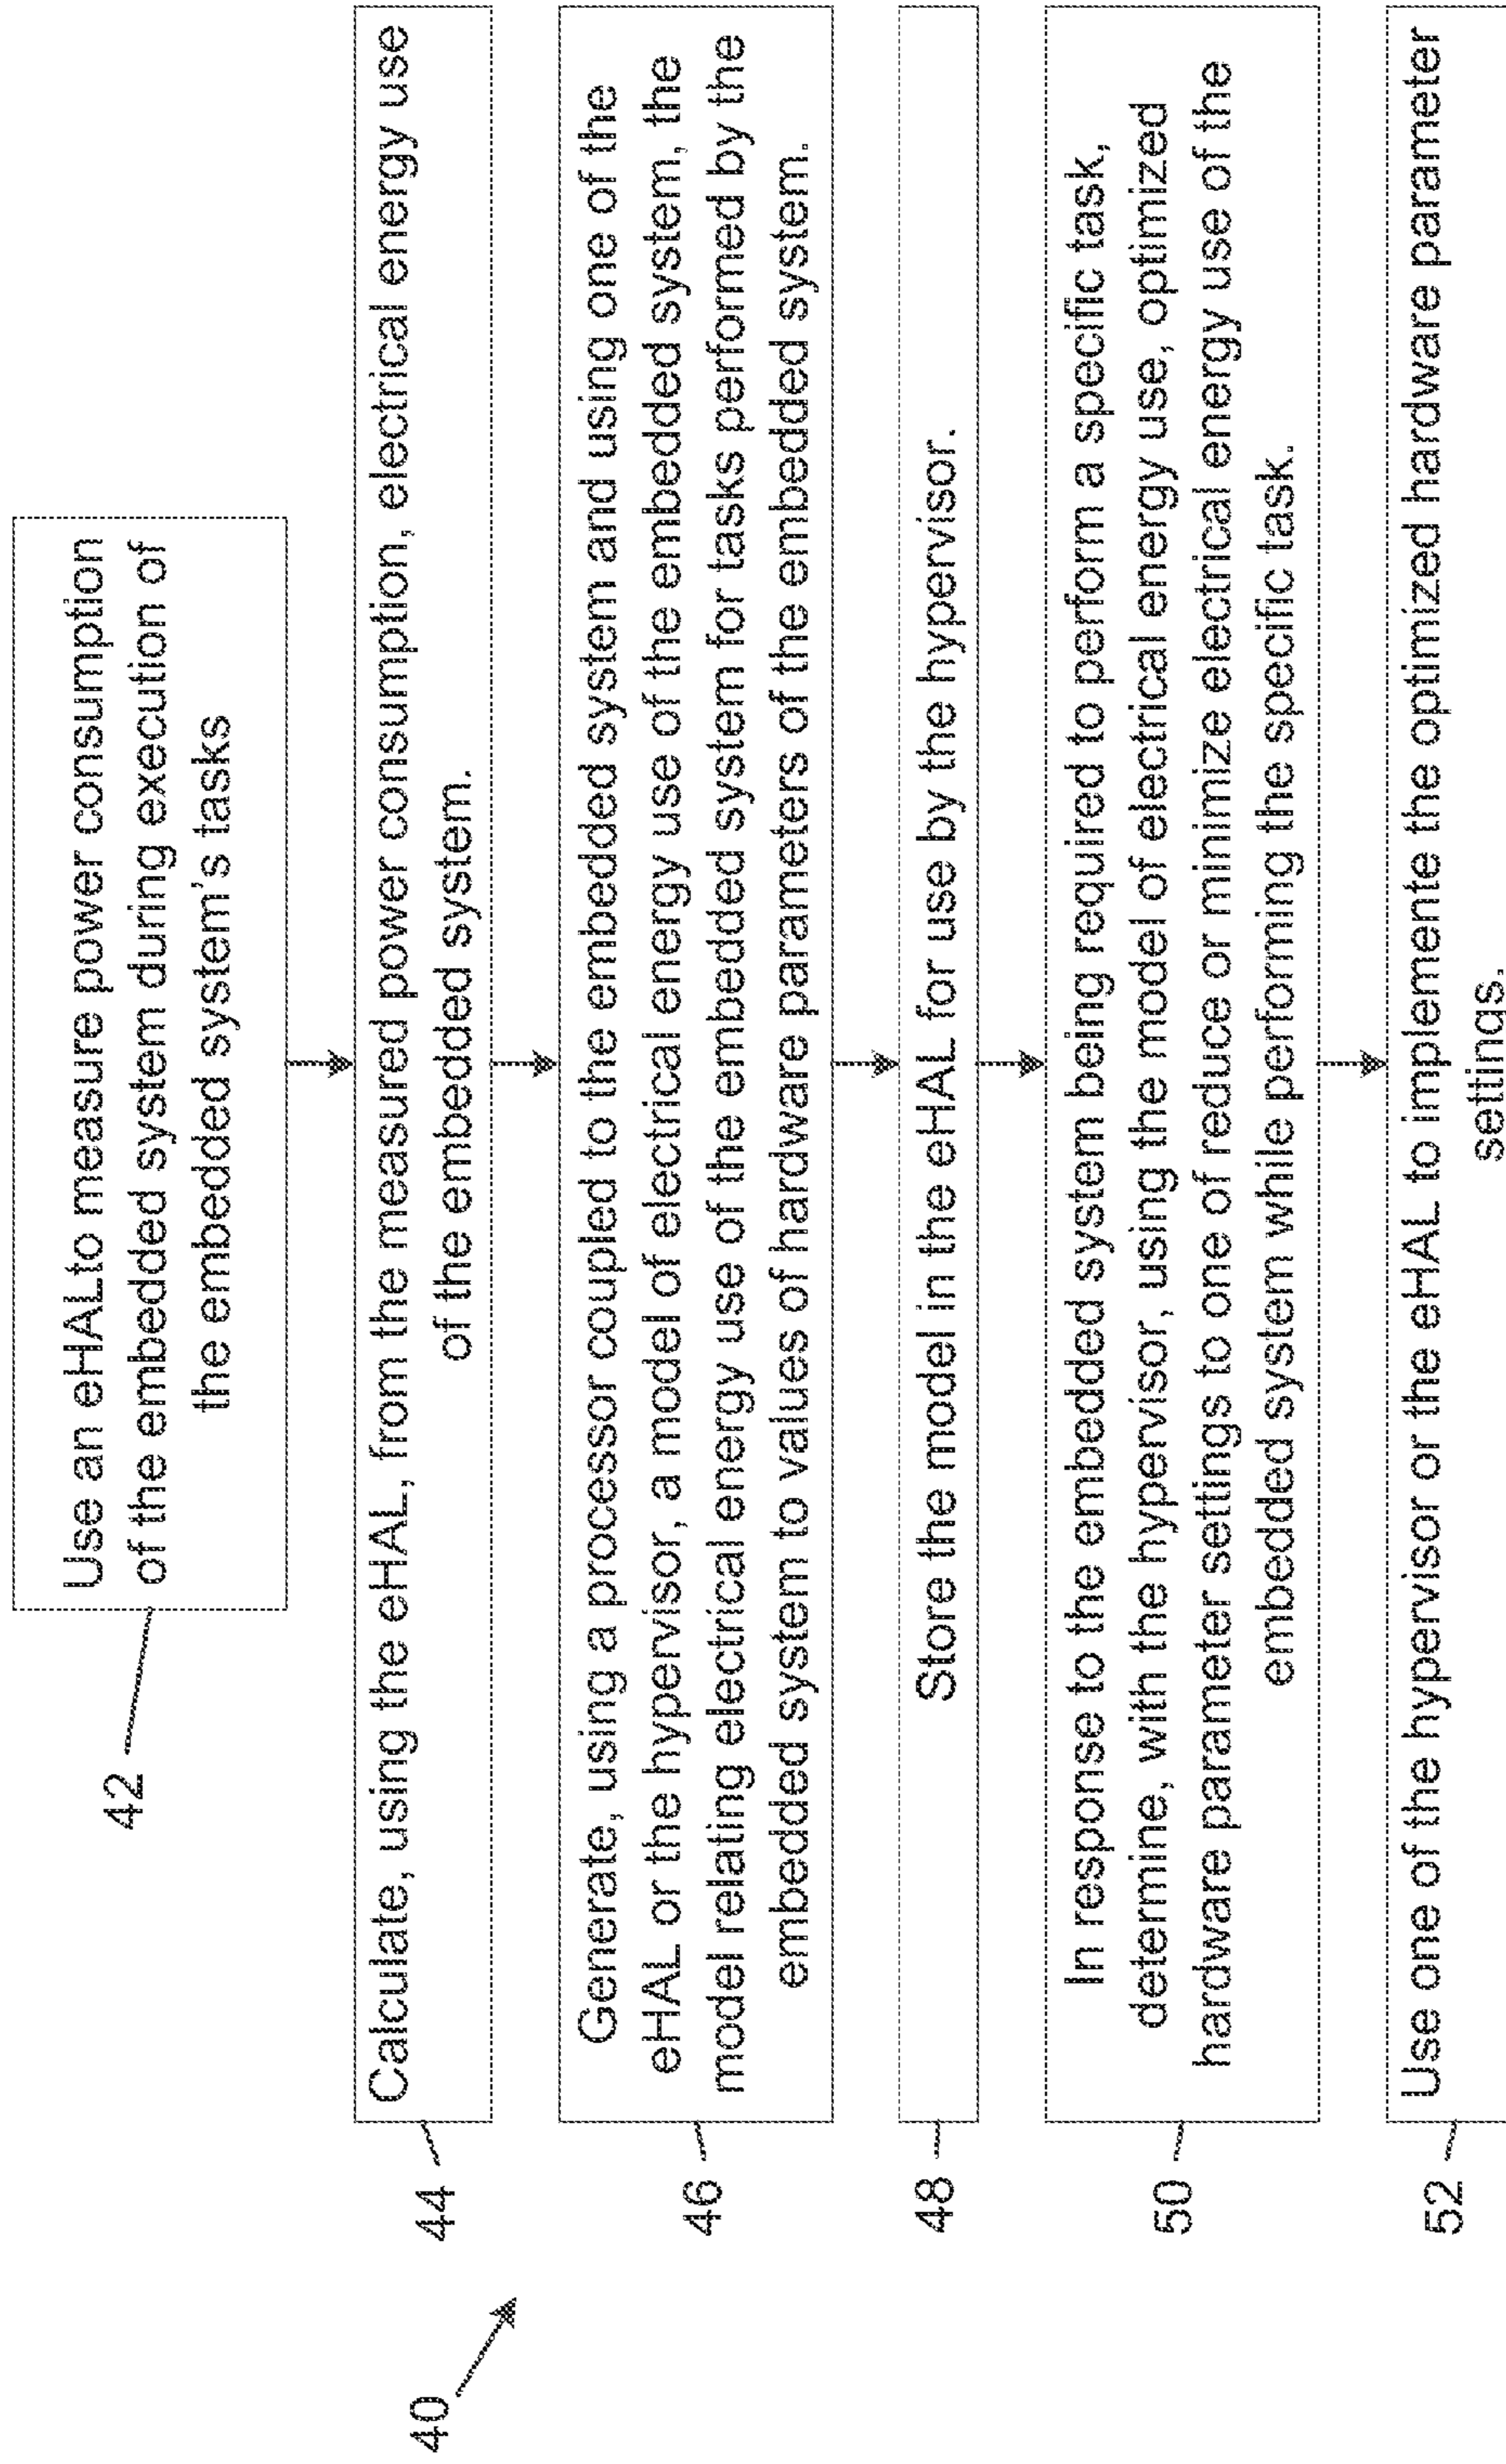 Use an eHALto measure power consumption
of the embedded system during execution of
the embedded system's tasks
42
Calculate, using the eHAL, from the measured power consumption, electrical energy use
of the embedded system.
44
40
Generate, using a processor coupled to the embedded system and using one of the
eHAL or the hypervisor, a model of electrical energy use of the embedded system, the
model relating electrical energy use of the embedded system for tasks performed by the
embedded system to values of hardware parameters of the embedded system.
46
Store the model in the eHAL for use by the hypervisor.
48
In response to the embedded system being required to perform a specific task,
determine, with the hypervisor, using the model of electrical energy use, optimized
hardware parameter settings to one of reduce or minimize electrical energy use of the
embedded system while performing the specific task.
50
Use one of the hypervisor or the eHAL to implemente the optimized hardware parameter
settings.
52